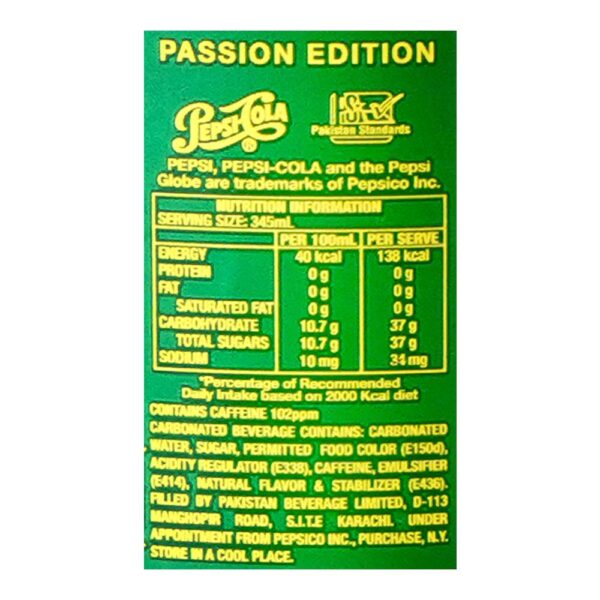 PASSION EDITION
PEPSI-COLA ®
Pakistan Standards
PEPSI, PEPSI-COLA and the Pepsi
Globe are trademarks of Pepsico Inc.
NUTRITION INFORMATION
SERVING SIZE: 345mL
PER 100mL PER SERVE
ENERGY 40 kcal 138 kcal
PROTEIN 0 g 0 g
FAT 0 g 0 g
SATURATED FAT 0 g 0 g
CARBOHYDRATE 10.7 g 37 g
TOTAL SUGARS 10.7 g 37 g
SODIUM 10 mg 34 mg
*Percentage of Recommended
Daily Intake based on 2000 Kcal diet
CONTAINS CAFFEINE 102ppm
CARBONATED BEVERAGE CONTAINS: CARBONATED
WATER, SUGAR, PERMITTED FOOD COLOR (E150d),
ACIDITY REGULATOR (E338), CAFFEINE, EMULSIFIER
(E414), NATURAL FLAVOR & STABILIZER (E436).
FILLED BY PAKISTAN BEVERAGE LIMITED, D-113
MANGHOPIR ROAD, S.I.T.E KARACHI. UNDER
APPOINTMENT FROM PEPSICO INC., PURCHASE, N.Y.
STORE IN A COOL PLACE.